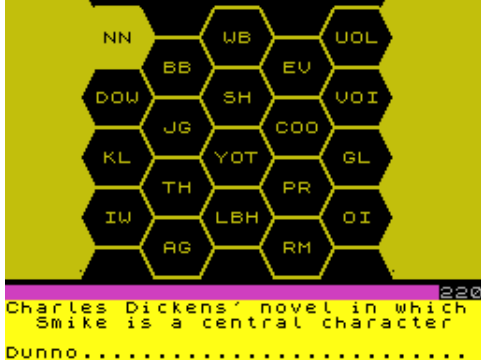 NN WB UOL
BB EV
DOW SH VOI
JG COO
KL YOT GL
TH PR
IW LBH OI
AG RM
220
Charles Dickens' novel in which
Smike is a central character
Dunno..........................